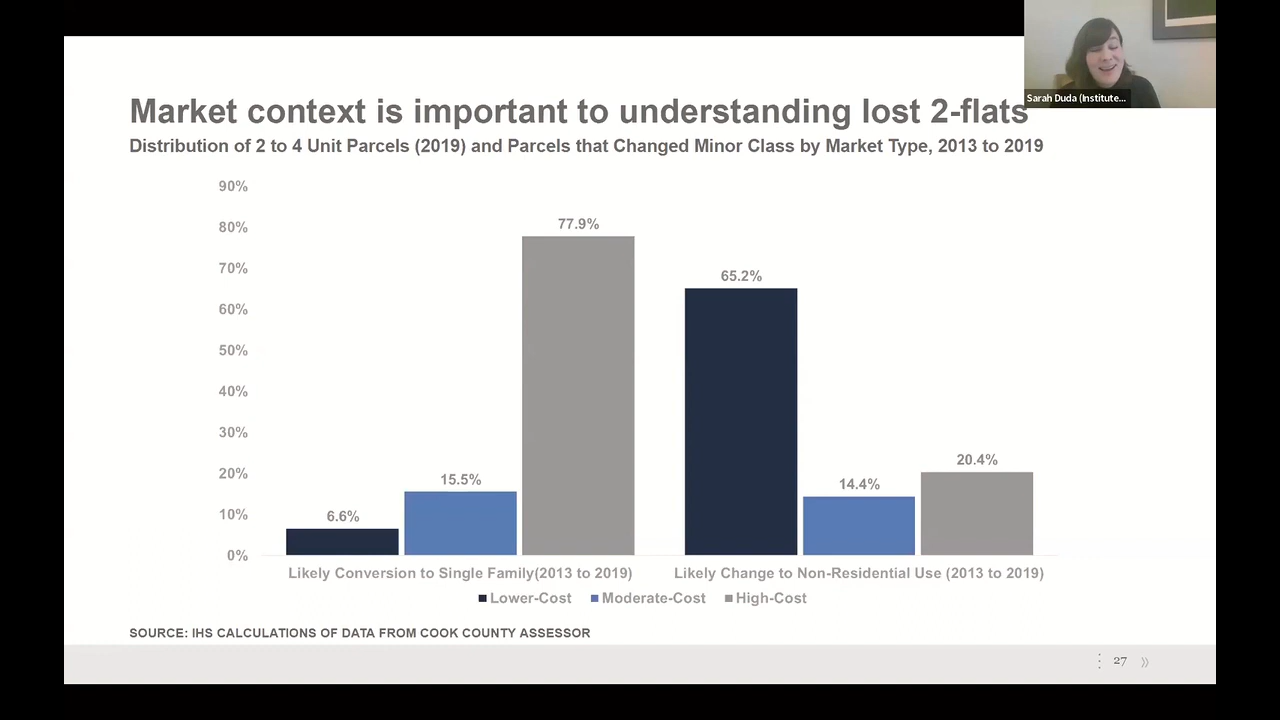 Market context is important to understanding lost 2-flats
Distribution of 2 to 4 Unit Parcels (2019) and Parcels that Changed Minor Class by Market Type, 2013 to 2019
Sarah Duda (Institute...
90%
80%
70%
60%
50%
40%
30%
20%
10%
0%
6.6%
15.5%
77.9%
65.2%
14.4%
20.4%
Likely Conversion to Single Family(2013 to 2019)
Likely Change to Non-Residential Use (2013 to 2019)
Lower-Cost Moderate-Cost High-Cost
SOURCE: IHS CALCULATIONS OF DATA FROM COOK COUNTY ASSESSOR
27